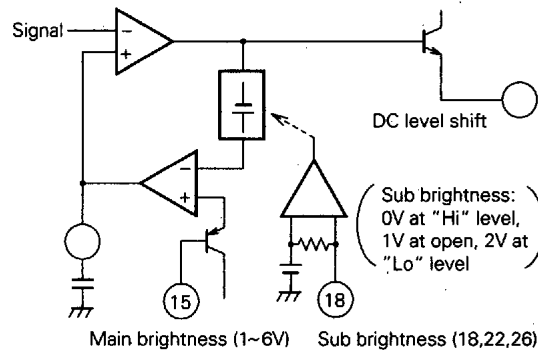 Signal
−
+
DC level shift
−
+
Sub brightness:
0V at "Hi" level,
1V at open, 2V at
"Lo" level
15
18
Main brightness (1~6V)
Sub brightness (18,22,26)